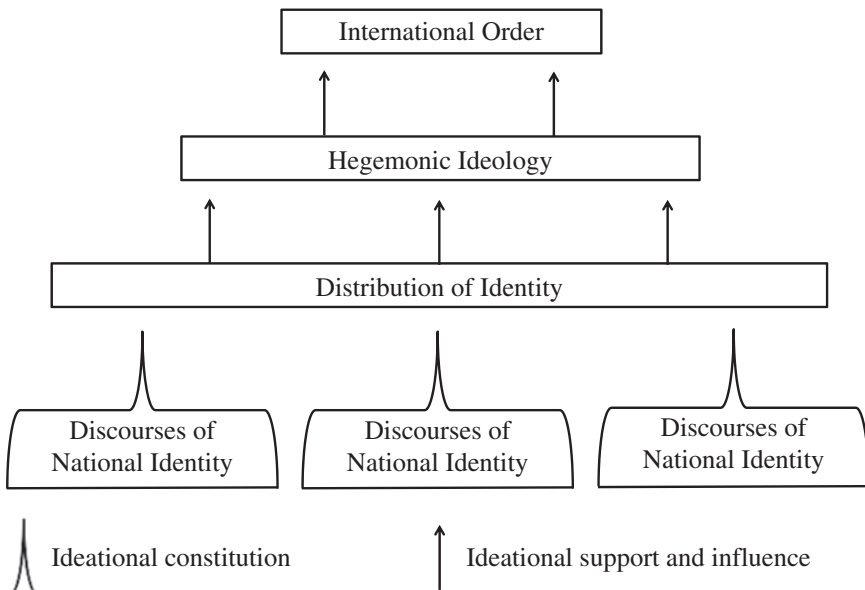 International Order
Hegemonic Ideology
Distribution of Identity
Discourses of
National Identity
Discourses of
National Identity
Discourses of
National Identity
Ideational constitution
Ideational support and influence